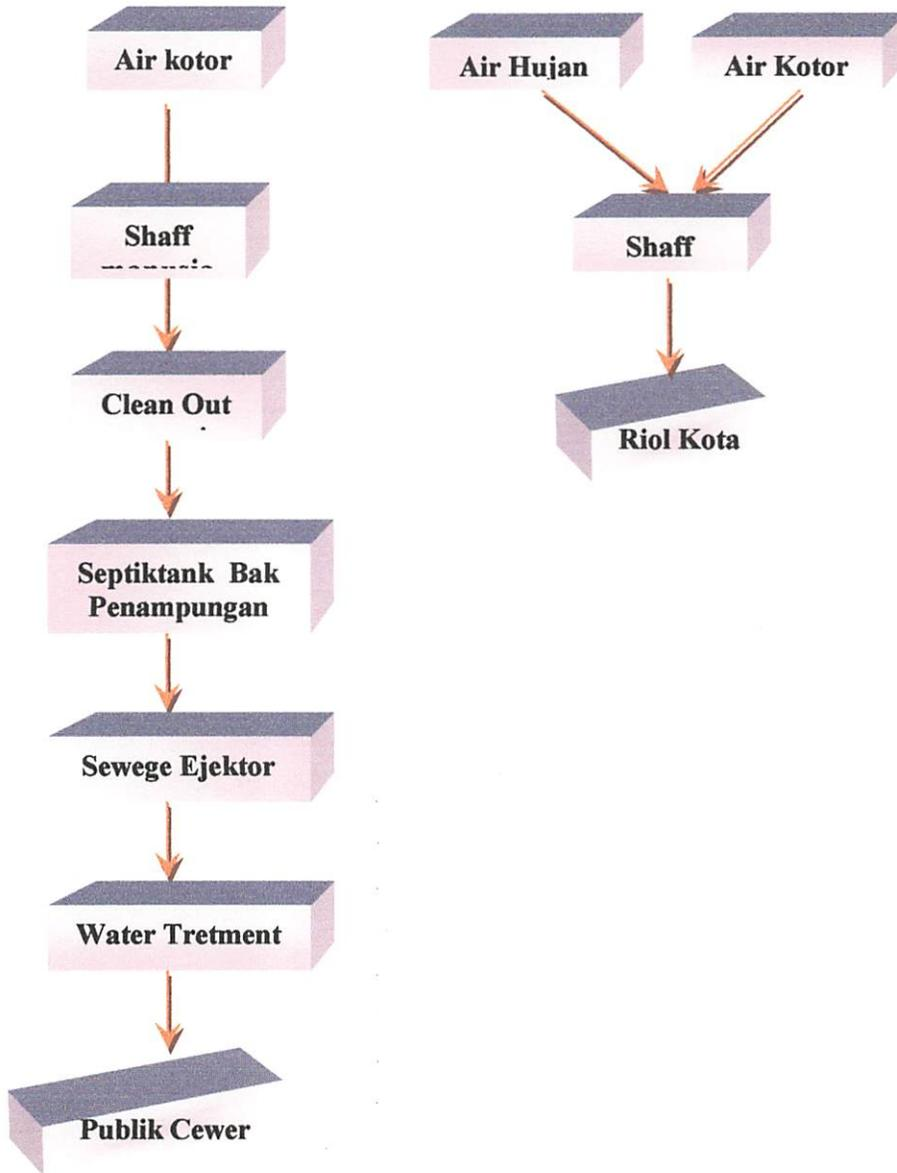 Air kotor
Shaff
Clean Out
Septiktank Bak
Penampungan
Sewege Ejektor
Water Tretment
Publik Cewer
Air Hujan
Air Kotor
Shaff
Riol Kota